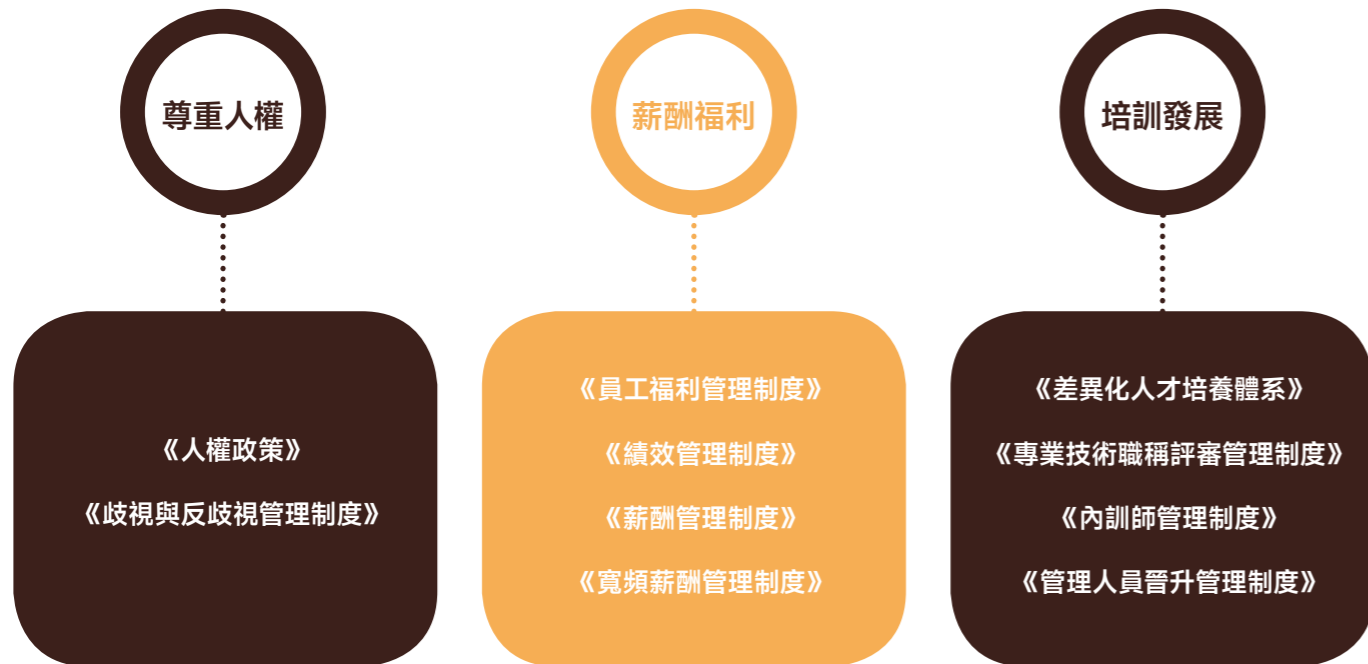 尊重人權
《人權政策》
《歧視與反歧視管理制度》
薪酬福利
《員工福利管理制度》
《績效管理制度》
《薪酬管理制度》
《寬頻薪酬管理制度》
培訓發展
《差異化人才培養體系》
《專業技術職稱評審管理制度》
《內訓師管理制度》
《管理人員晉升管理制度》